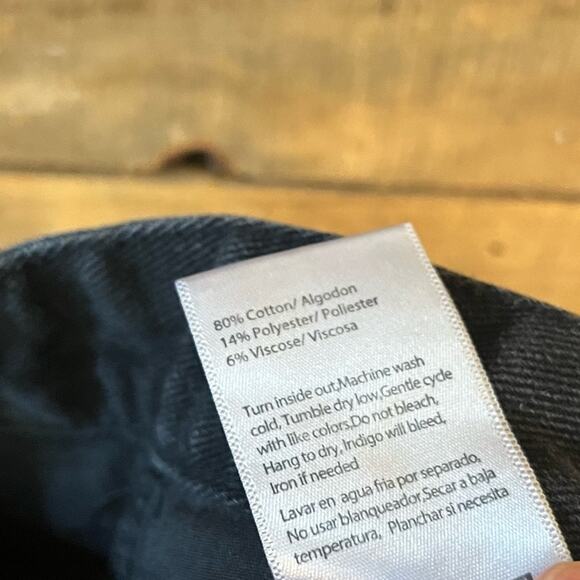 80% Cotton/ Algodon
14% Polyester/ Poliester
6% Viscose/ Viscosa
Turn inside out,Machine wash
cold, Tumble dry low,Gentle cycle
with like colors,Do not bleach,
Hang to dry, Indigo will bleed,
Iron if needed
Lavar en agua fria por separado,
No usar blanqueador,Secar a baja
temperatura, Planchar si necesita